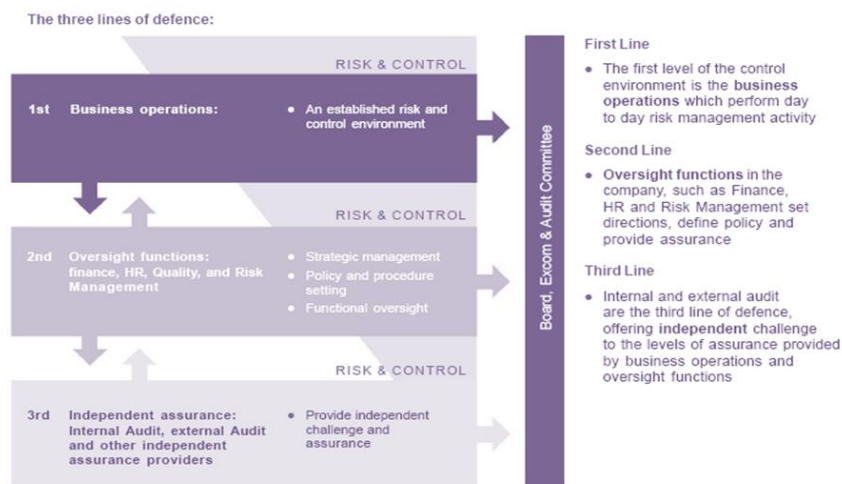 The three lines of defence:
RISK & CONTROL
1st Business operations:
● An established risk and
control environment
RISK & CONTROL
2nd Oversight functions:
finance, HR, Quality, and Risk
Management
● Strategic management
● Policy and procedure
setting
● Functional oversight
RISK & CONTROL
3rd Independent assurance:
Internal Audit, external Audit
and other independent
assurance providers
● Provide independent
challenge and
assurance
Board, Excom & Audit Committee
First Line
● The first level of the control
environment is the business
operations which perform day
to day risk management activity
Second Line
● Oversight functions in the
company, such as Finance,
HR and Risk Management set
directions, define policy and
provide assurance
Third Line
● Internal and external audit
are the third line of defence,
offering independent challenge
to the levels of assurance provided
by business operations and
oversight functions